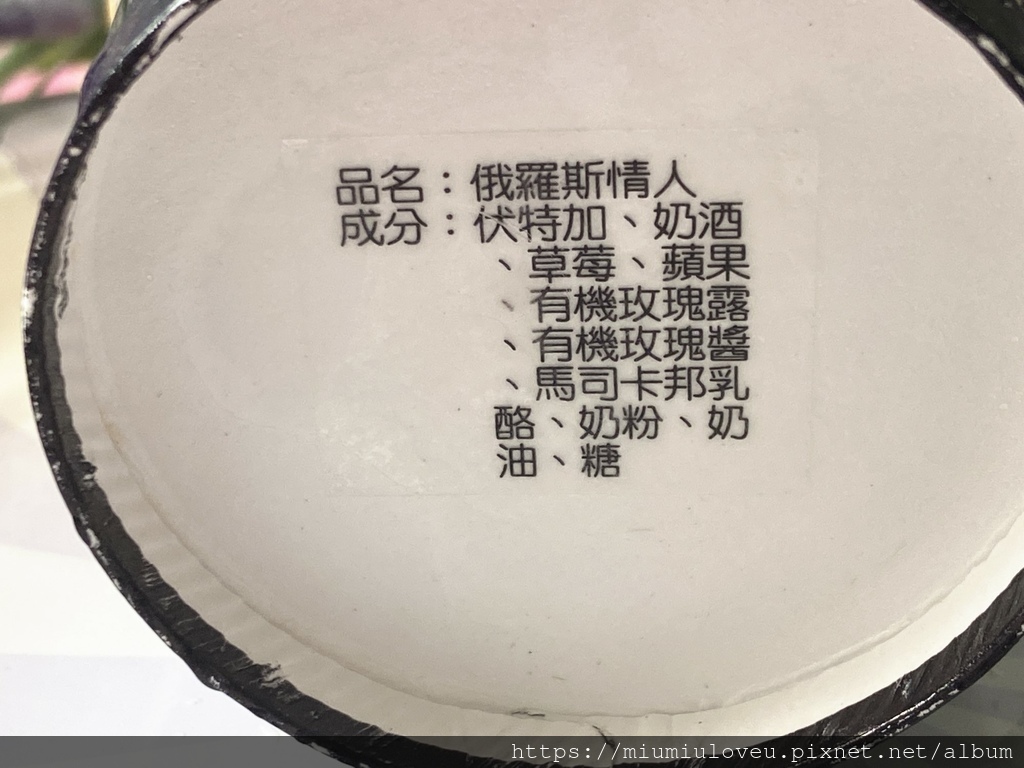 品名：俄羅斯情人
成分：伏特加、奶酒
、草莓、蘋果
、有機玫瑰露
、有機玫瑰醬
、馬司卡邦乳
酪、奶粉、奶
油、糖
https://miumiuloveu.pixnet.net/album